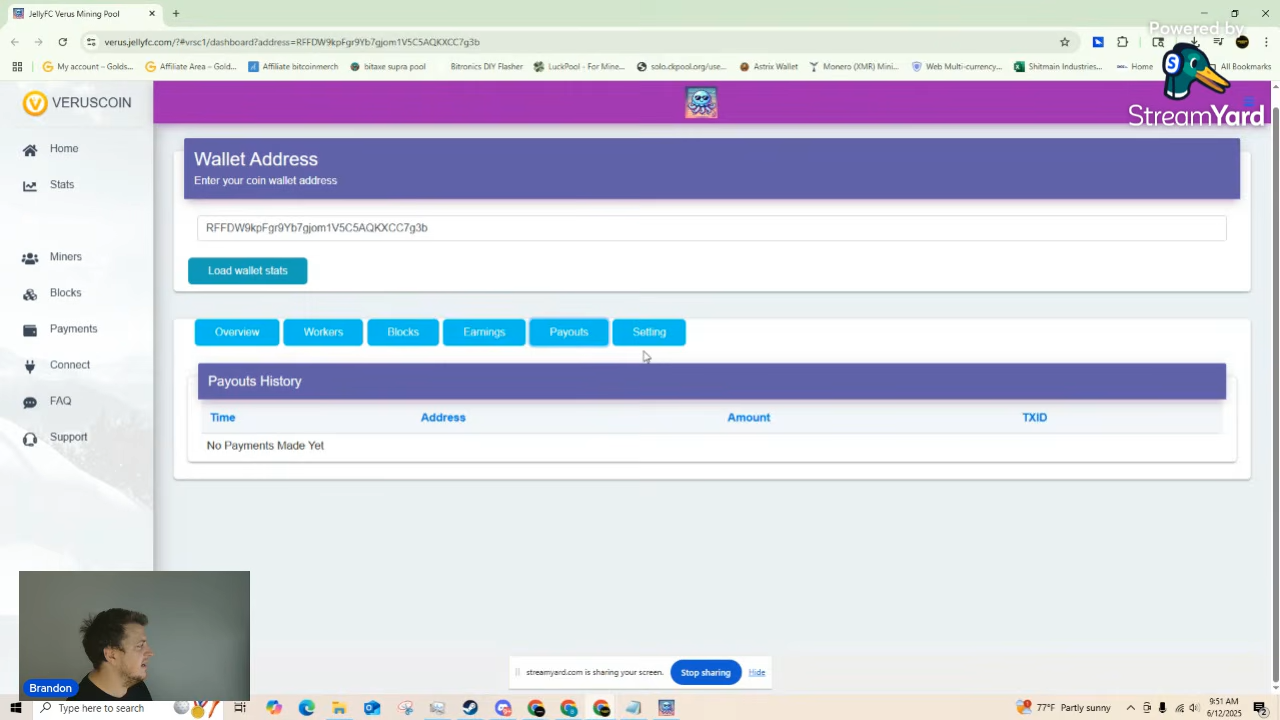 JellyFC Verus Mining Pool
Powered by
verus.jellyfc.com/?#vrsc1/dashboard?address=RFFDW9kpFgr9Yb7gjom1V5C5AQKXCC7g3b
My account – Golds...
Affiliate Area – Gold...
Affiliate bitcoinmerch
bitaxe supra pool
Bitronics DIY Flasher
LuckPool - For Mine...
solo.ckpool.org/use...
Astrix Wallet
Monero (XMR) Mini...
Web Multi-currency...
Shitmain Industries...
Home
All Bookmarks
StreamYard
VERUSCOIN
Home
Stats
Miners
Blocks
Payments
Connect
FAQ
Support
Wallet Address
Enter your coin wallet address
RFFDW9kpFgr9Yb7gjom1V5C5AQKXCC7g3b
Load wallet stats
Overview Workers Blocks Earnings Payouts Setting
Payouts History
Time Address Amount TXID
No Payments Made Yet
streamyard.com is sharing your screen. Stop sharing Hide
Brandon
Type here to search
77°F Partly sunny
9:51 AM
6/12/2025